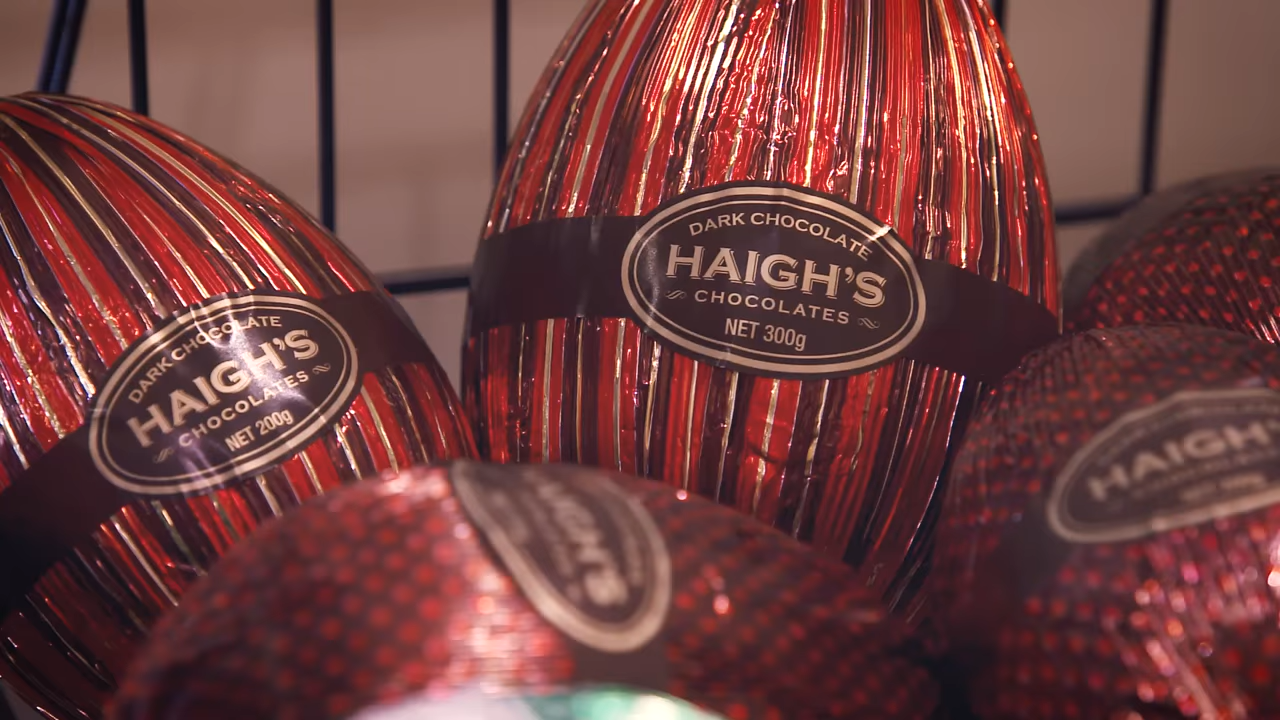 DARK CHOCOLATE
HAIGH'S
CHOCOLATES
NET 300g
DARK CHOCOLATE
HAIGH'S
CHOCOLATES
NET 200g
HAIGH'S
HAIGH'S